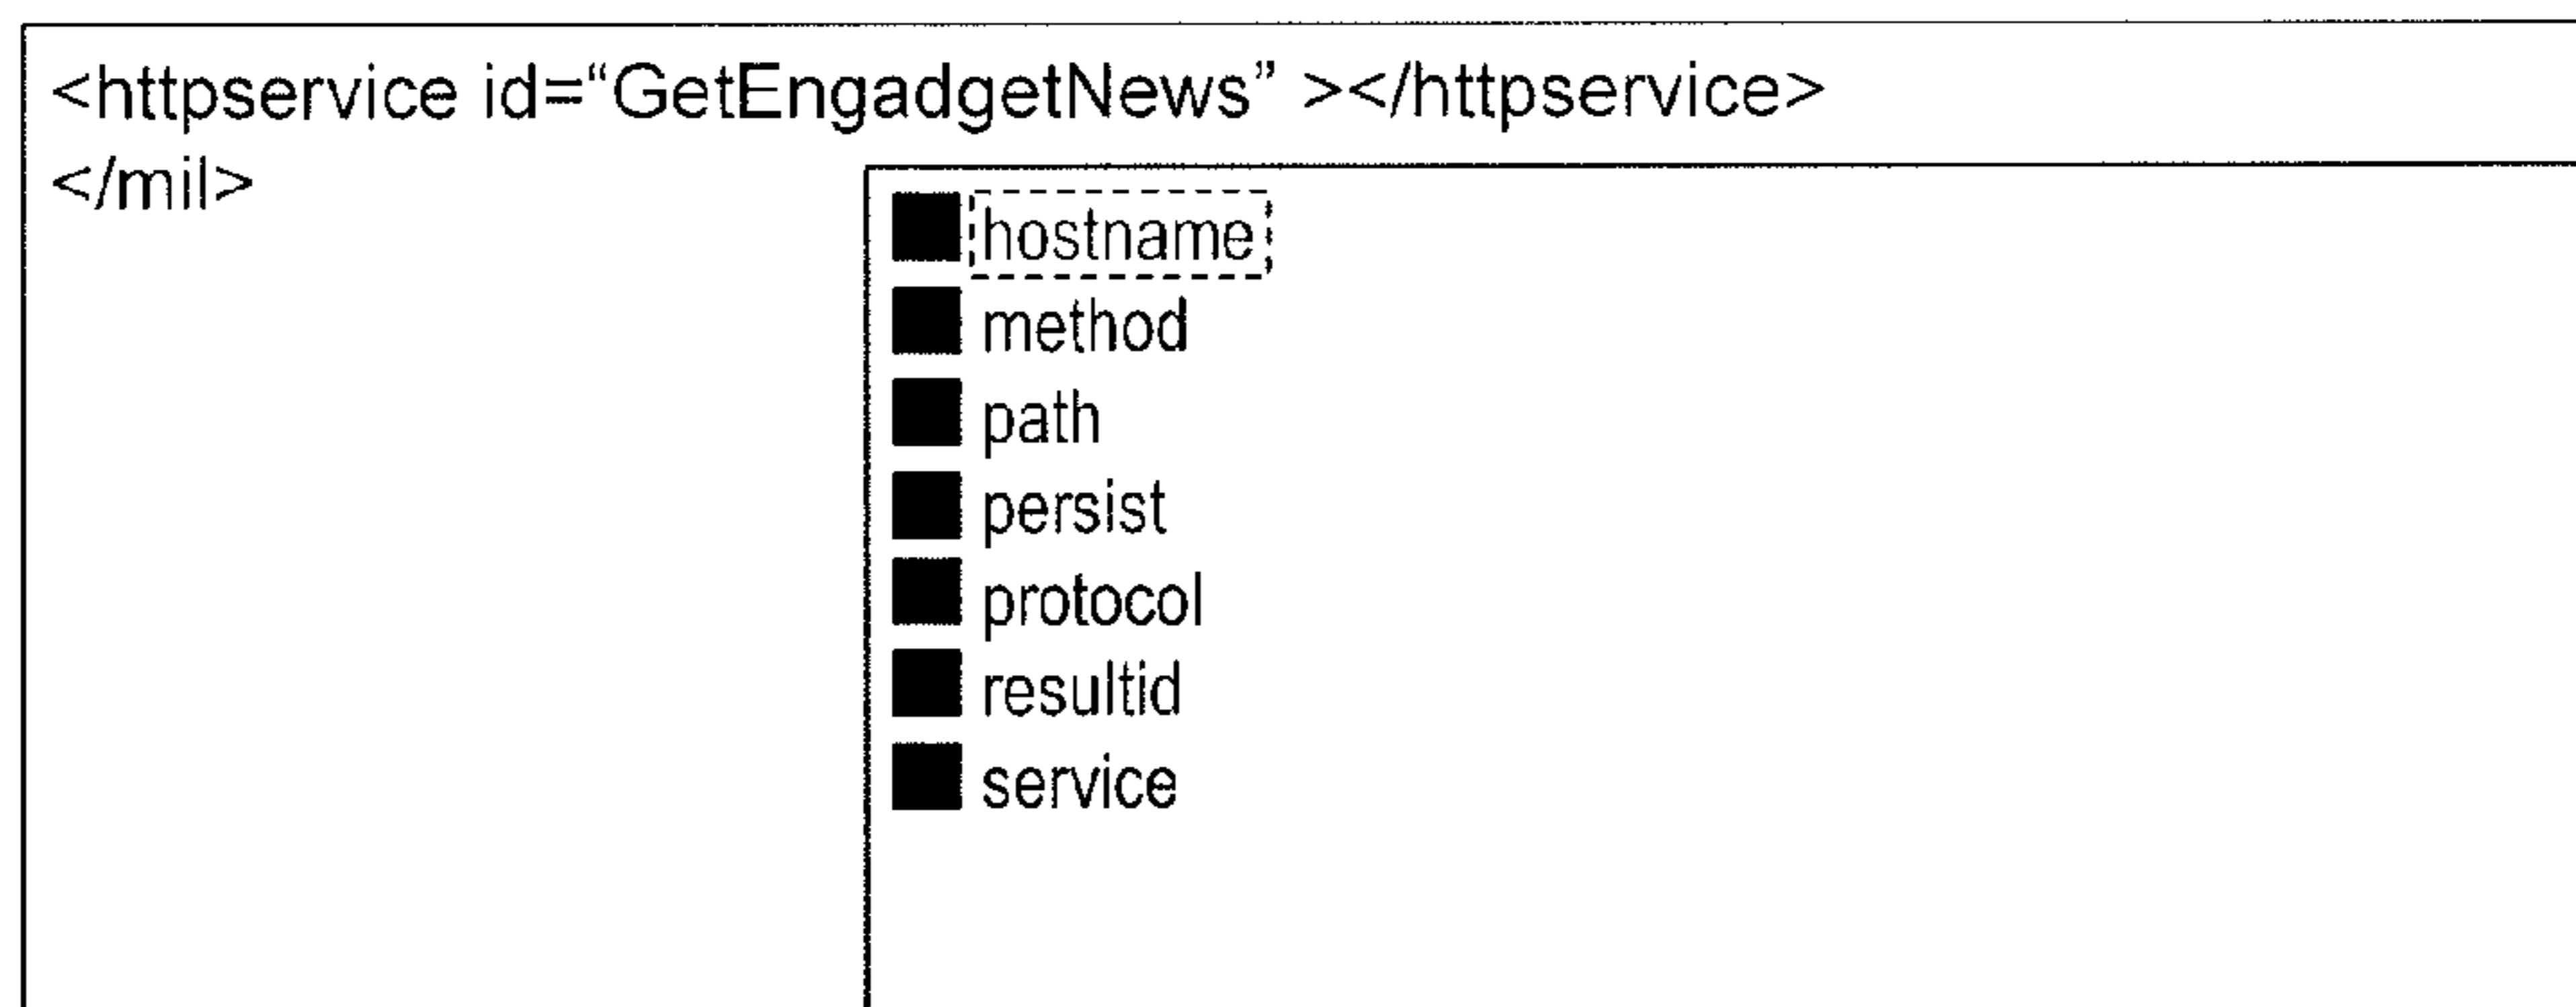 <httpservice id=“GetEngadgetNews” ></httpservice>
</mil>
hostname
method
path
persist
protocol
resultid
service